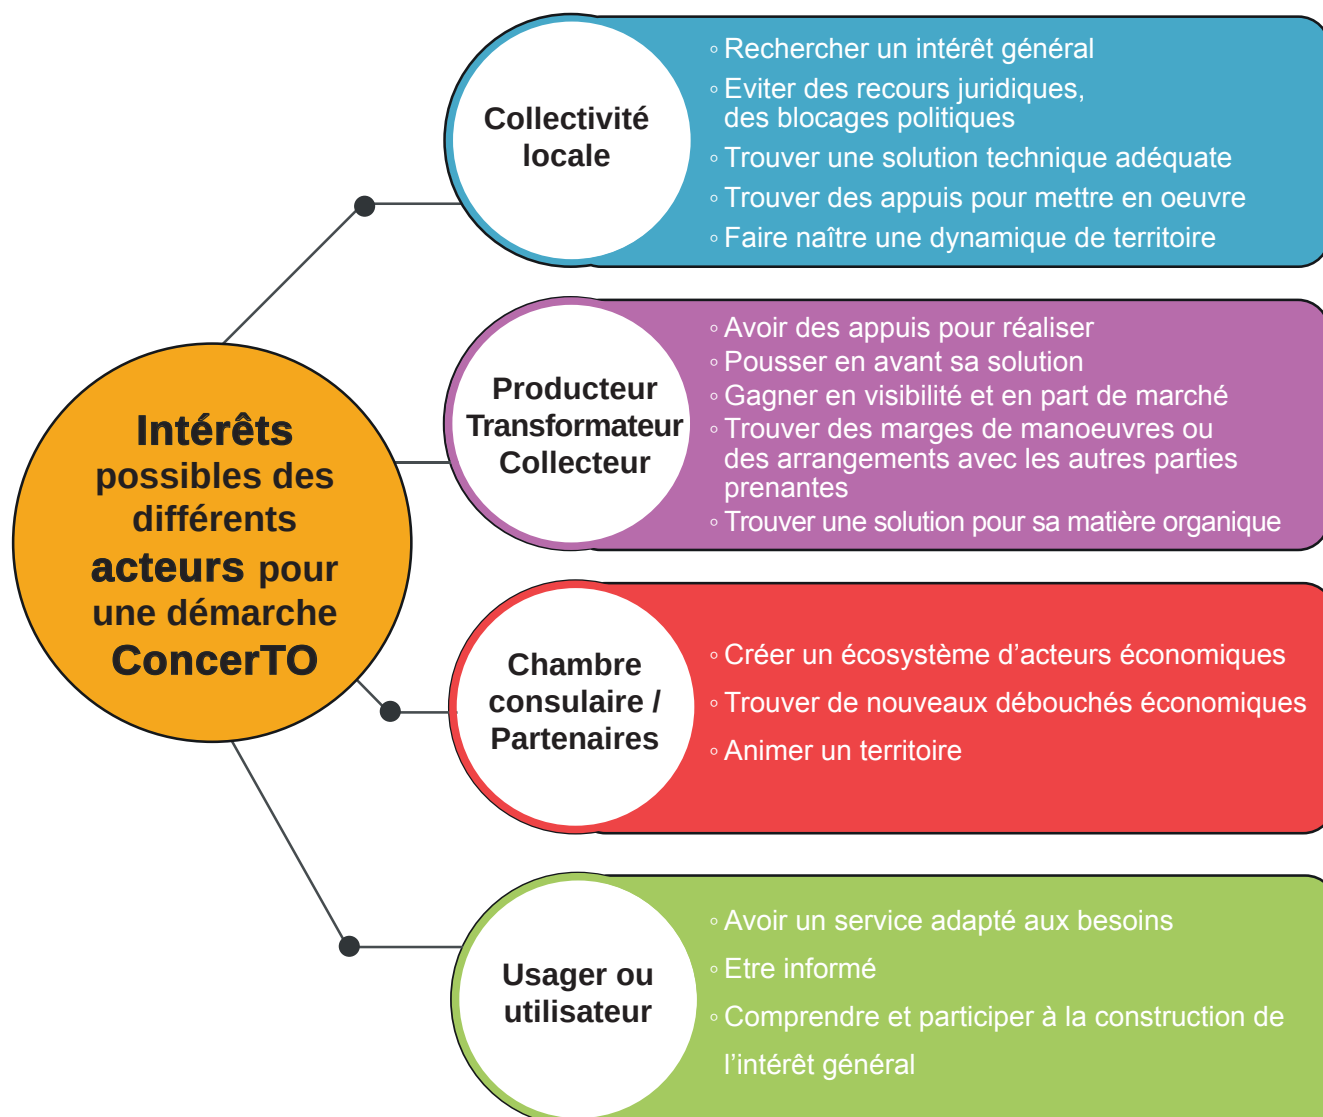 Intérêts
possibles des
différents
acteurs pour
une démarche
ConcerTO
Collectivité
locale
◦ Rechercher un intérêt général
◦ Eviter des recours juridiques,
des blocages politiques
◦ Trouver une solution technique adéquate
◦ Trouver des appuis pour mettre en oeuvre
◦ Faire naître une dynamique de territoire
Producteur
Transformateur
Collecteur
◦ Avoir des appuis pour réaliser
◦ Pousser en avant sa solution
◦ Gagner en visibilité et en part de marché
◦ Trouver des marges de manoeuvres ou
des arrangements avec les autres parties
prenantes
◦ Trouver une solution pour sa matière organique
Chambre
consulaire /
Partenaires
◦ Créer un écosystème d’acteurs économiques
◦ Trouver de nouveaux débouchés économiques
◦ Animer un territoire
Usager ou
utilisateur
◦ Avoir un service adapté aux besoins
◦ Etre informé
◦ Comprendre et participer à la construction de
l’intérêt général